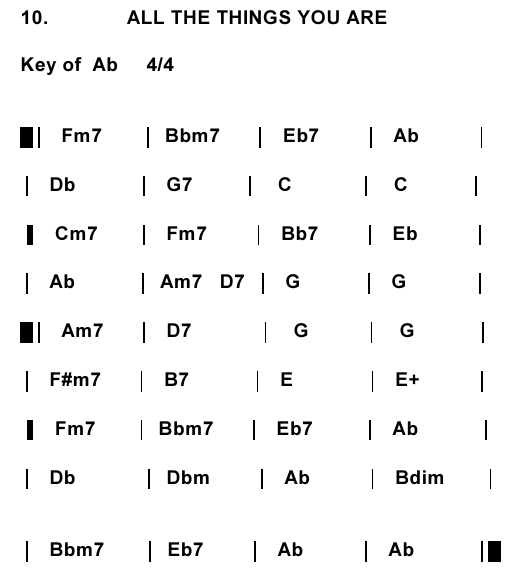 10. ALL THE THINGS YOU ARE
Key of Ab 4/4
| Fm7 | Bbm7 | Eb7 | Ab |
| Db | G7 | C | C |
| Cm7 | Fm7 | Bb7 | Eb |
| Ab | Am7 D7 | G | G |
| Am7 | D7 | G | G |
| F#m7 | B7 | E | E+ |
| Fm7 | Bbm7 | Eb7 | Ab |
| Db | Dbm | Ab | Bdim |
| Bbm7 | Eb7 | Ab | Ab |